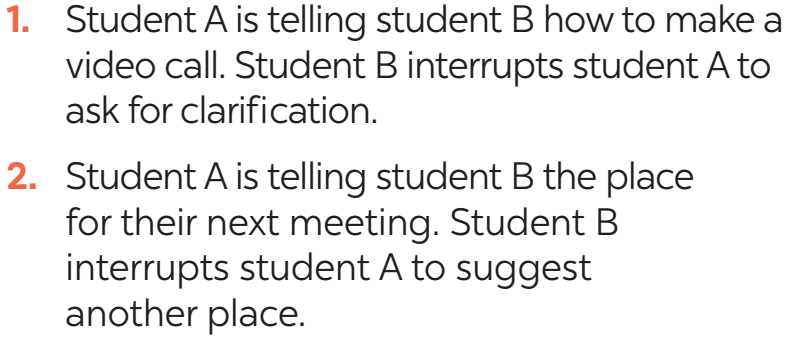 1. Student A is telling student B how to make a
video call. Student B interrupts student A to
ask for clarification.
2. Student A is telling student B the place
for their next meeting. Student B
interrupts student A to suggest
another place.